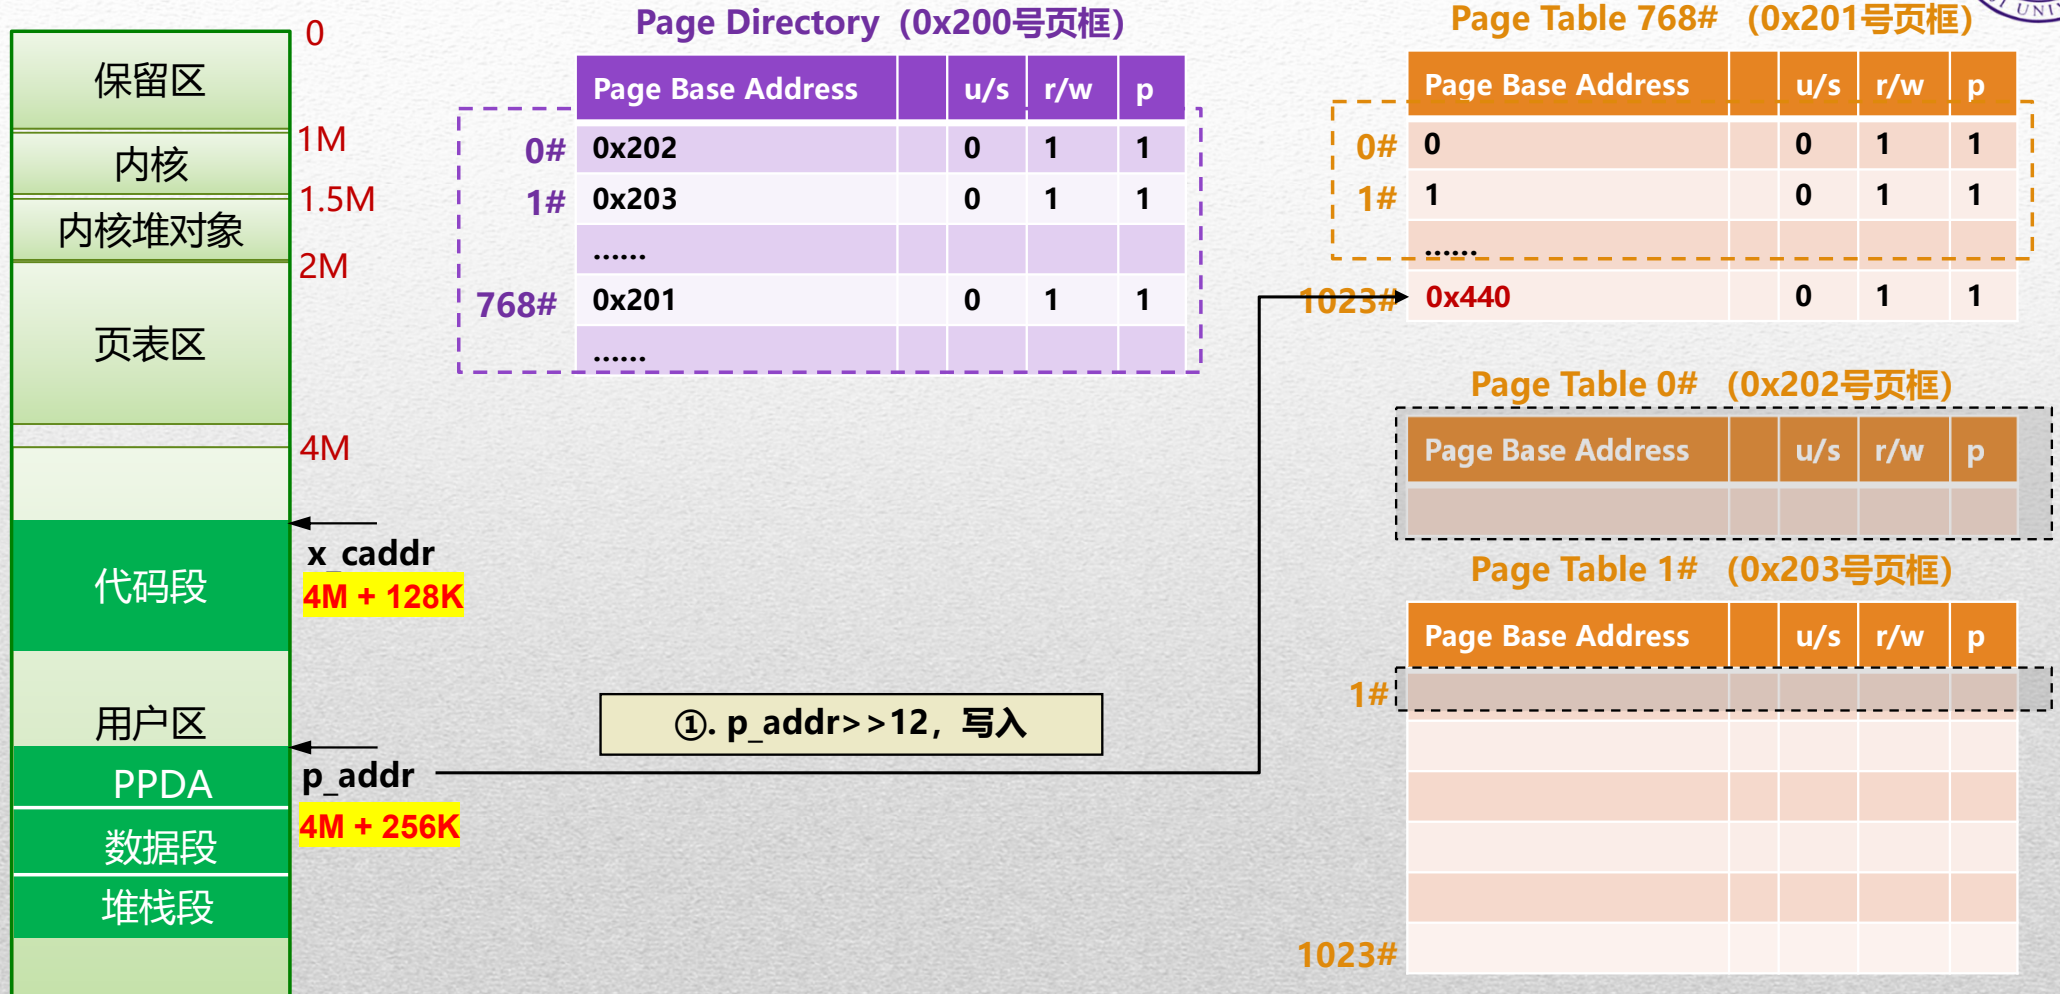 0
保留区
1M
内核
1.5M
内核堆对象
2M
页表区
4M
x_caddr
4M + 128K
代码段
用户区
PPDA
p_addr
4M + 256K
数据段
堆栈段
Page Directory (0x200号页框)
Page Base Address u/s r/w p
0# 0x202 0 1 1
1# 0x203 0 1 1
......
768# 0x201 0 1 1
......
①. p_addr>>12, 写入
Page Table 768# (0x201号页框)
Page Base Address u/s r/w p
0# 0 0 1 1
1# 1 0 1 1
......
1023# 0x440 0 1 1
Page Table 0# (0x202号页框)
Page Base Address u/s r/w p
Page Table 1# (0x203号页框)
Page Base Address u/s r/w p
1#
1023#